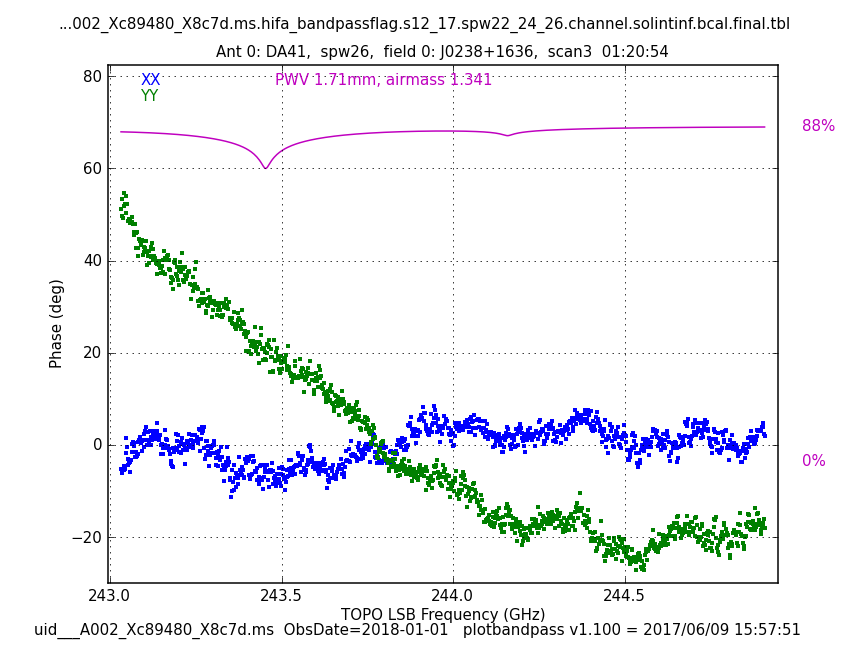 ...002_Xc89480_X8c7d.ms.hifa_bandpassflag.s12_17.spw22_24_26.channel.solintinf.bcal.final.tbl
Ant 0: DA41,  spw26,  field 0: J0238+1636,  scan3  01:20:54
XX
PWV 1.71mm, airmass 1.341
YY
80
60
40
20
0
−20
88%
0%
Phase (deg)
243.0
243.5
244.0
244.5
TOPO LSB Frequency (GHz)
uid___A002_Xc89480_X8c7d.ms  ObsDate=2018-01-01   plotbandpass v1.100 = 2017/06/09 15:57:51